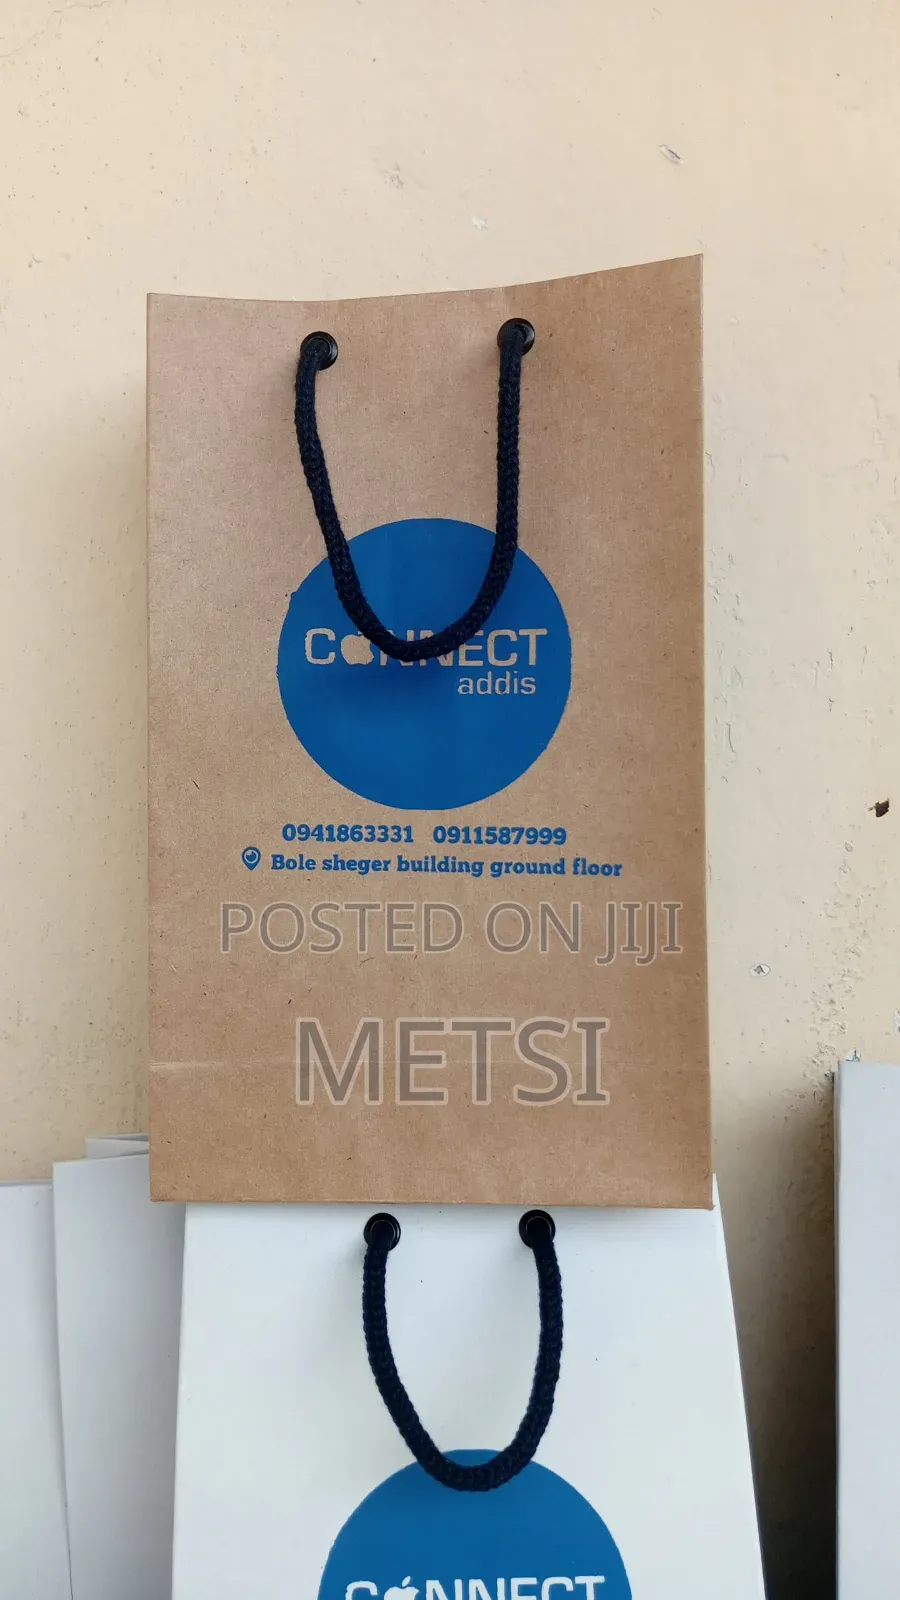 CONNECT
addis
0941863331 0911587999
Bole sheger building ground floor
POSTED ON JIJI
METSI
CONNECT